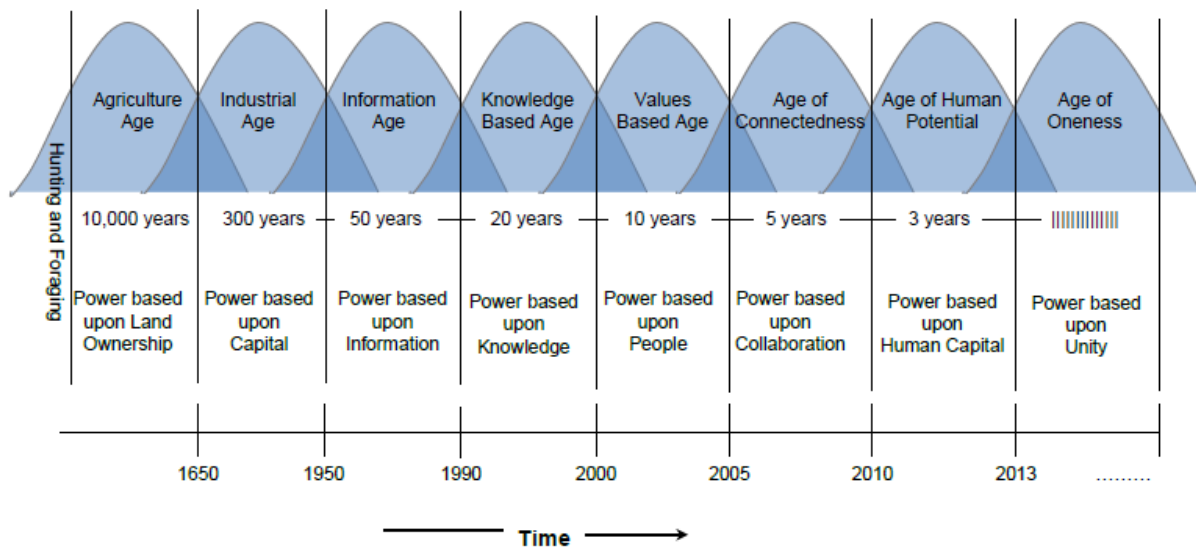 Hunting and Foraging
Agriculture
Age
Industrial
Age
Information
Age
Knowledge
Based Age
Values
Based Age
Age of
Connectedness
Age of Human
Potential
Age of
Oneness
10,000 years
300 years
50 years
20 years
10 years
5 years
3 years
Power based
upon Land
Ownership
Power based
upon
Capital
Power based
upon
Information
Power based
upon
Knowledge
Power based
upon
People
Power based
upon
Collaboration
Power based
upon
Human Capital
Power based
upon
Unity
1650
1950
1990
2000
2005
2010
2013
.........
Time